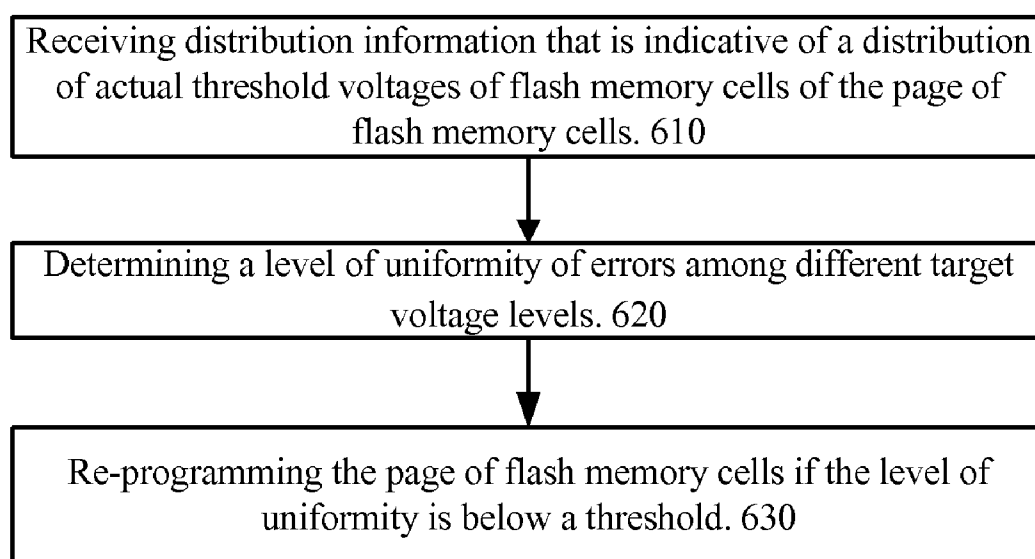 Receiving distribution information that is indicative of a distribution
of actual threshold voltages of flash memory cells of the page of
flash memory cells. 610
Determining a level of uniformity of errors among different target
voltage levels. 620
Re-programming the page of flash memory cells if the level of
uniformity is below a threshold. 630